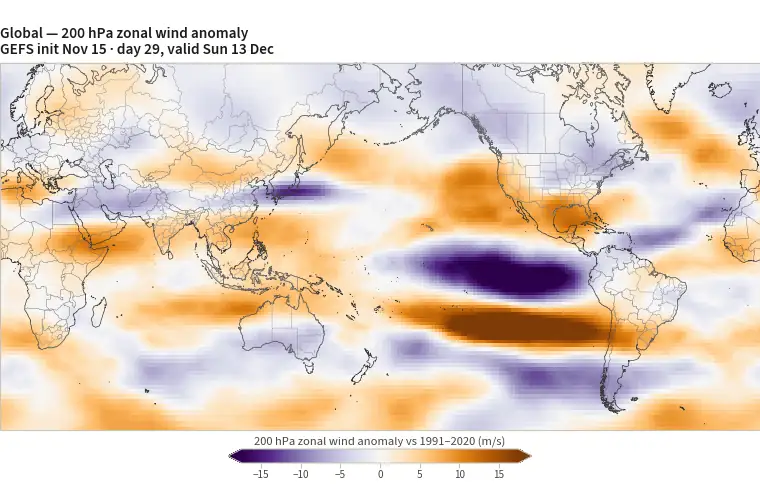 Global — 200 hPa zonal wind anomaly
GEFS init Nov 15 · day 29, valid Sun 13 Dec
200 hPa zonal wind anomaly vs 1991–2020 (m/s)
−15 −10 −5 0 5 10 15